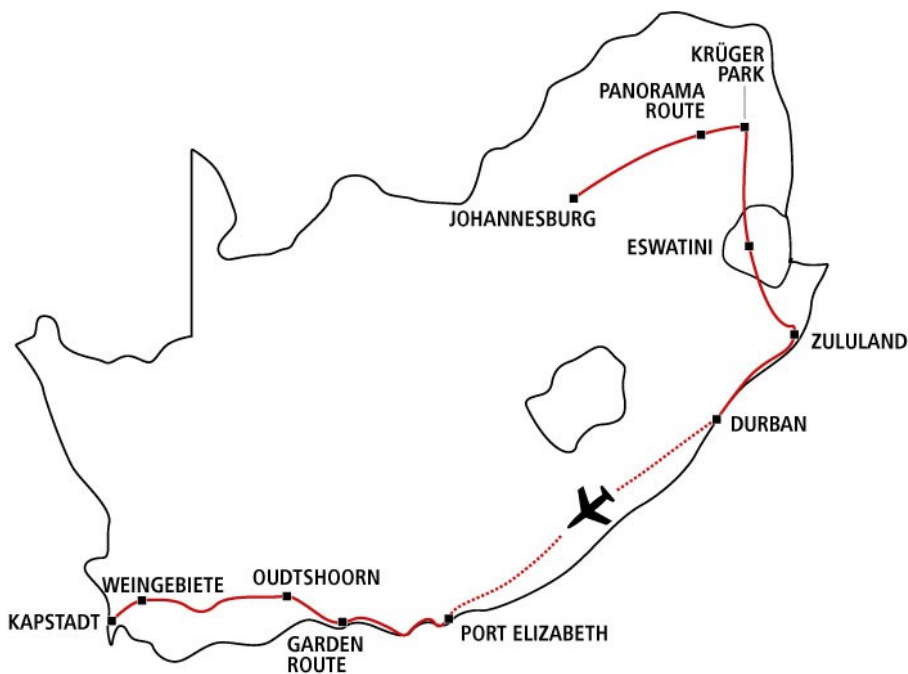 KRÜGER
PARK
PANORAMA
ROUTE
JOHANNESBURG
ESWATINI
ZULULAND
DURBAN
OUDTSHOORN
WEINGEBIETE
KAPSTADT
GARDEN
ROUTE
PORT ELIZABETH